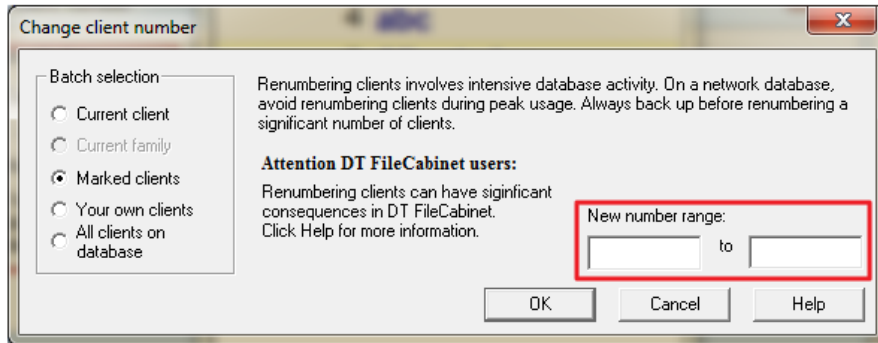 4 abc
Change client number
Batch selection
Current client
Current family
Marked clients
Your own clients
All clients on
database
Renumbering clients involves intensive database activity. On a network database,
avoid renumbering clients during peak usage. Always back up before renumbering a
significant number of clients.
Attention DT FileCabinet users:
Renumbering clients can have siginficant
consequences in DT FileCabinet.
Click Help for more information.
New number range:
to
OK
Cancel
Help